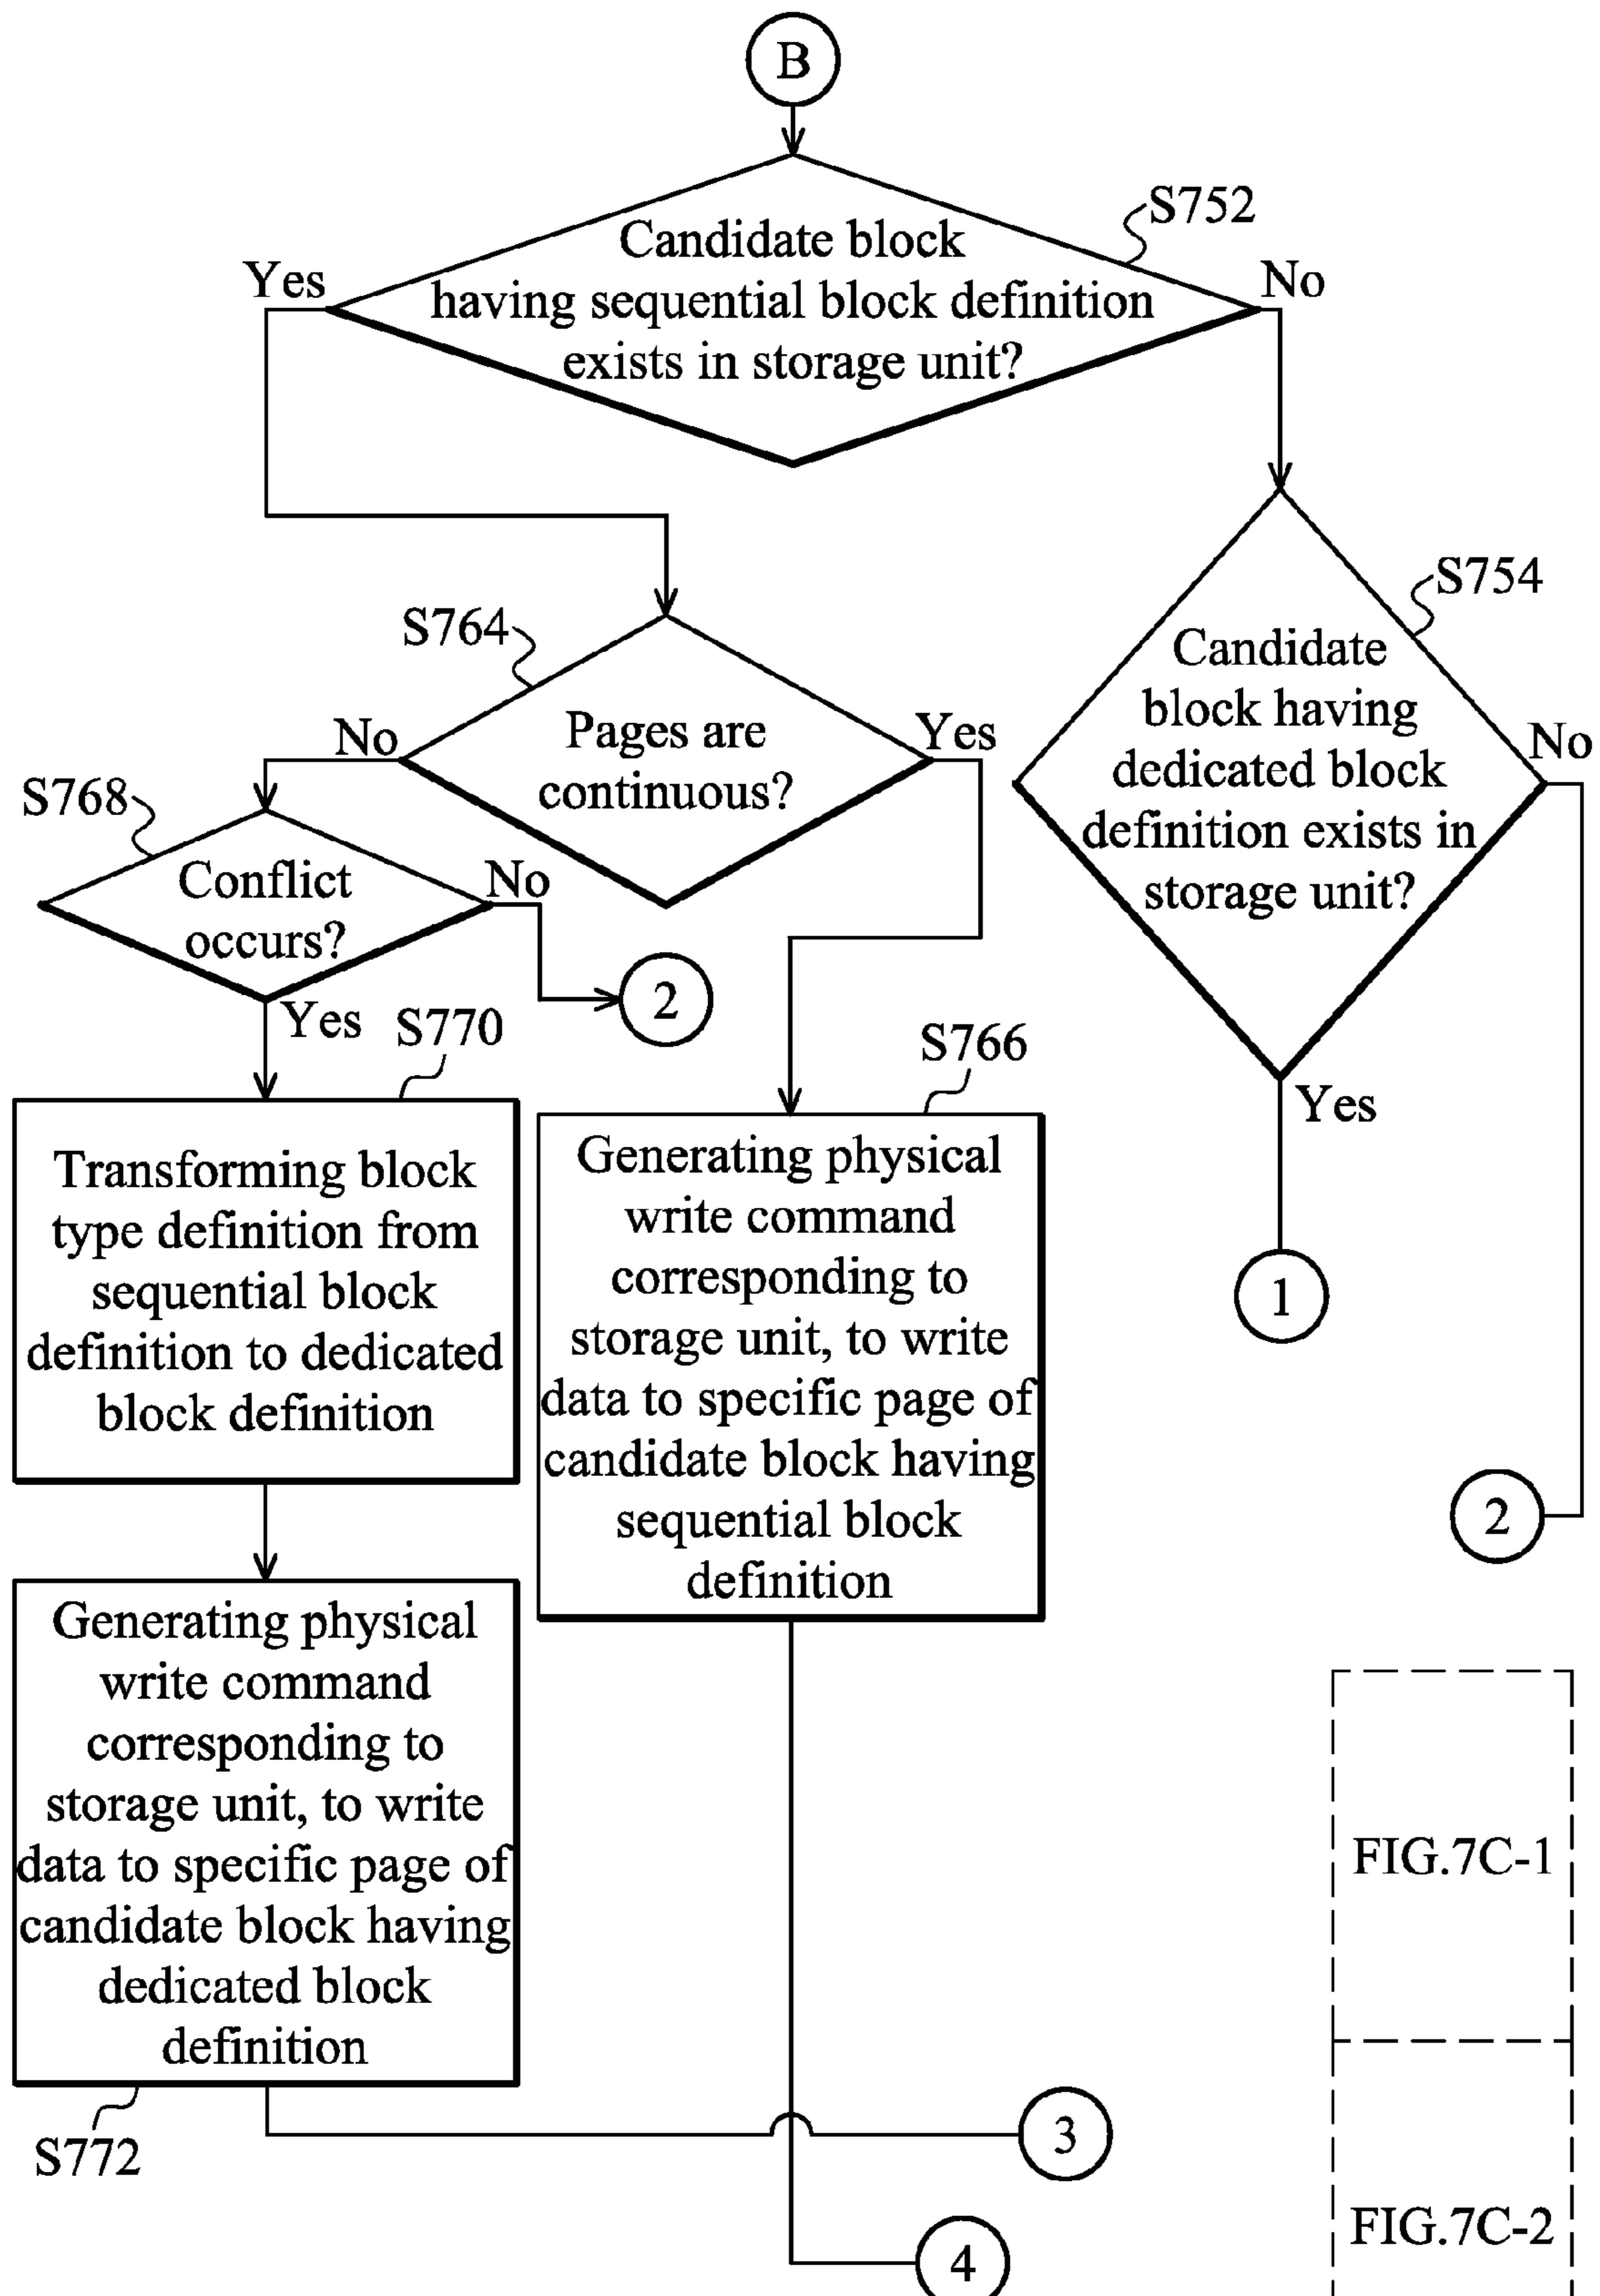 B
S752
Candidate block
having sequential block definition
exists in storage unit?
Yes
No
S754
Candidate
block having
dedicated block
definition exists in
storage unit?
No
Yes
1
2
S764
Pages are
continuous?
No
Yes
S768
Conflict
occurs?
No
2
Yes
S770
Transforming block
type definition from
sequential block
definition to dedicated
block definition
S766
Generating physical
write command
corresponding to
storage unit, to write
data to specific page of
candidate block having
sequential block
definition
Generating physical
write command
corresponding to
storage unit, to write
data to specific page of
candidate block having
dedicated block
definition
S772
3
4
FIG.7C-1
FIG.7C-2